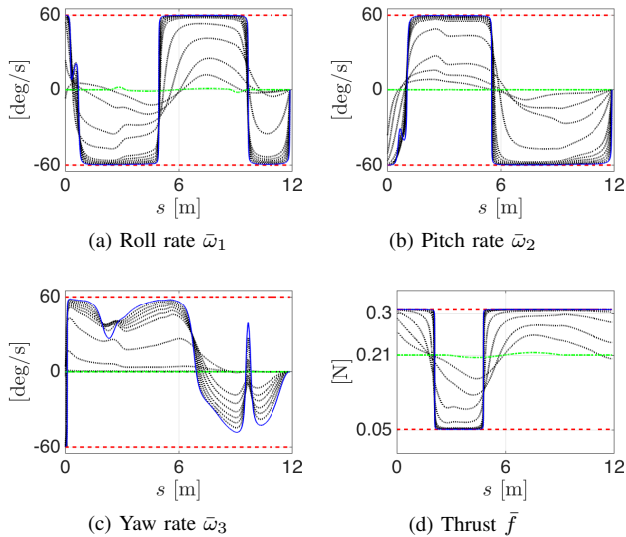 60
0
-60
[deg/s]
0
6
12
s [m]
(a) Roll rate ω̄₁
60
0
-60
[deg/s]
0
6
12
s [m]
(b) Pitch rate ω̄₂
60
0
-60
[deg/s]
0
6
12
s [m]
(c) Yaw rate ω̄₃
0.3
0.21
0.05
[N]
0
6
12
s [m]
(d) Thrust f̄